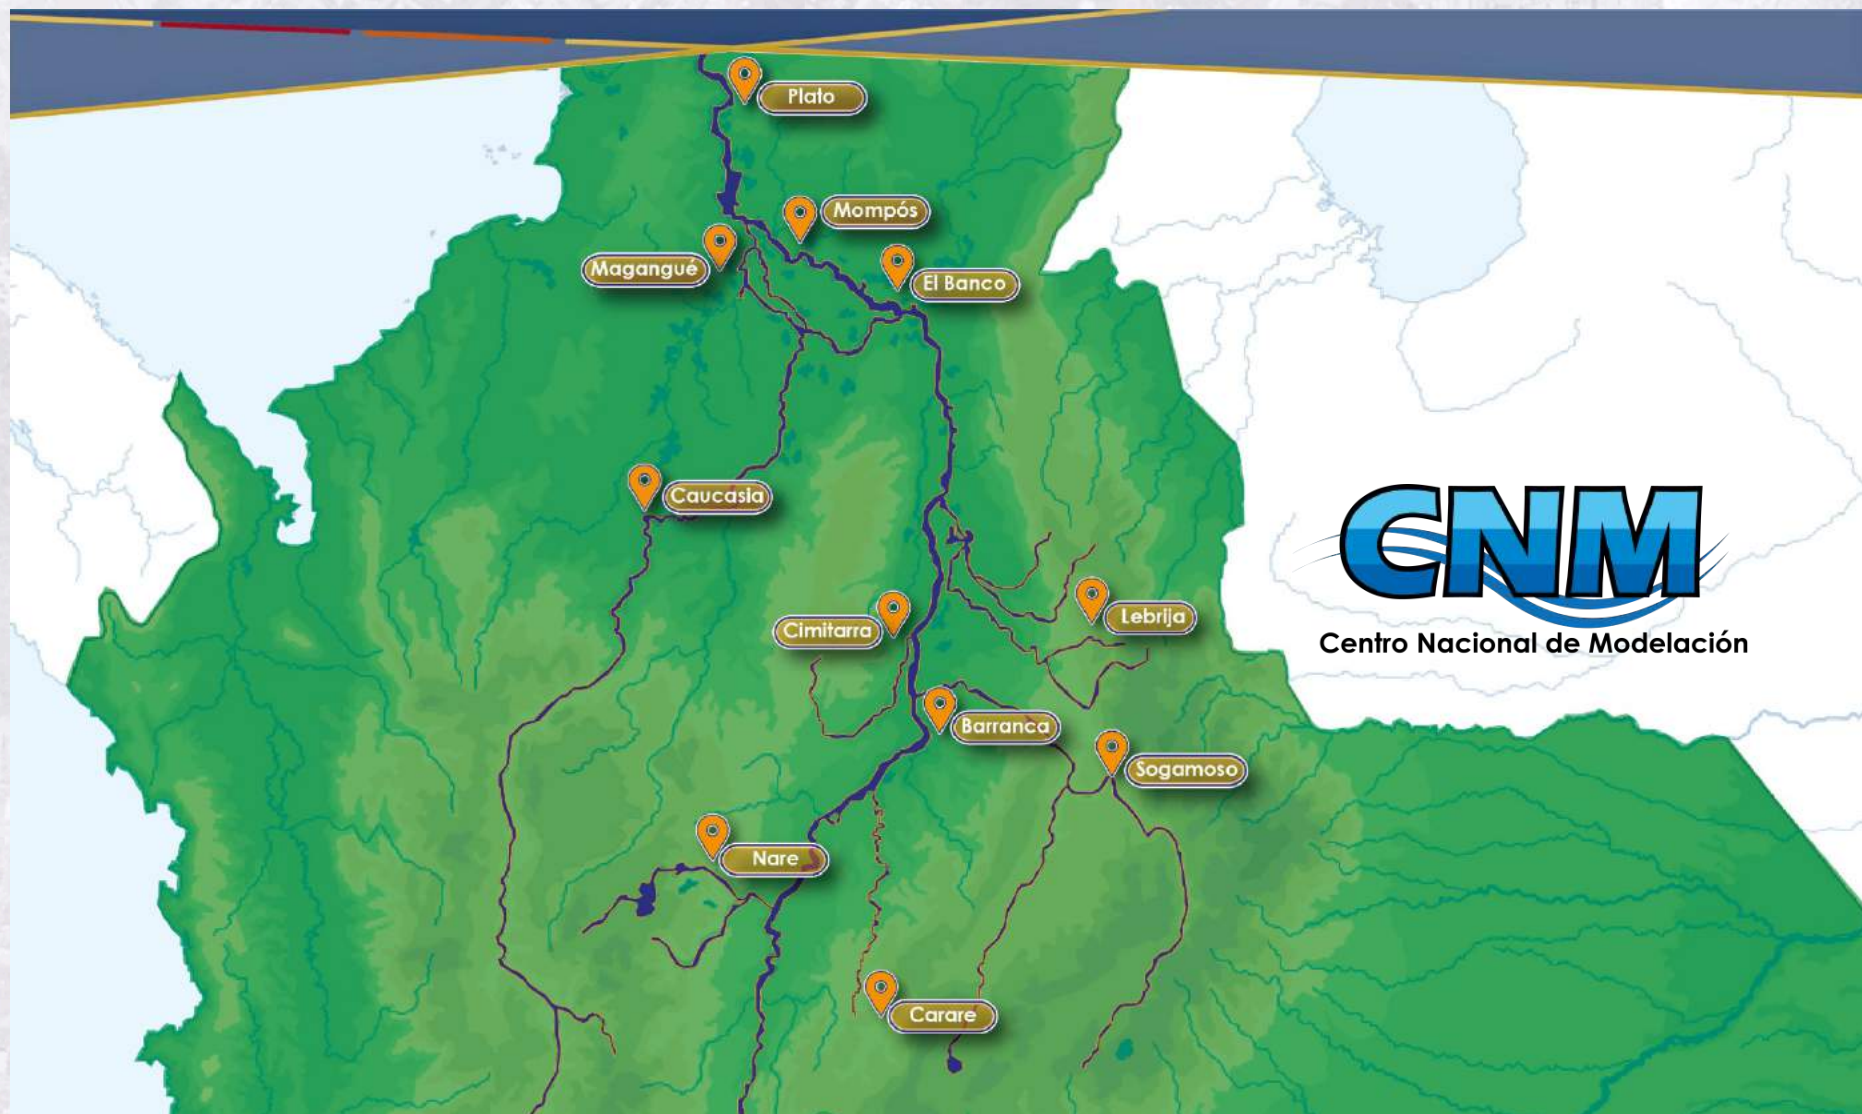 Plato
Mompós
Magangué
El Banco
Caucasia
CNM
Centro Nacional de Modelación
Cimitarra
Lebrija
Barranca
Sogamoso
Nare
Carare